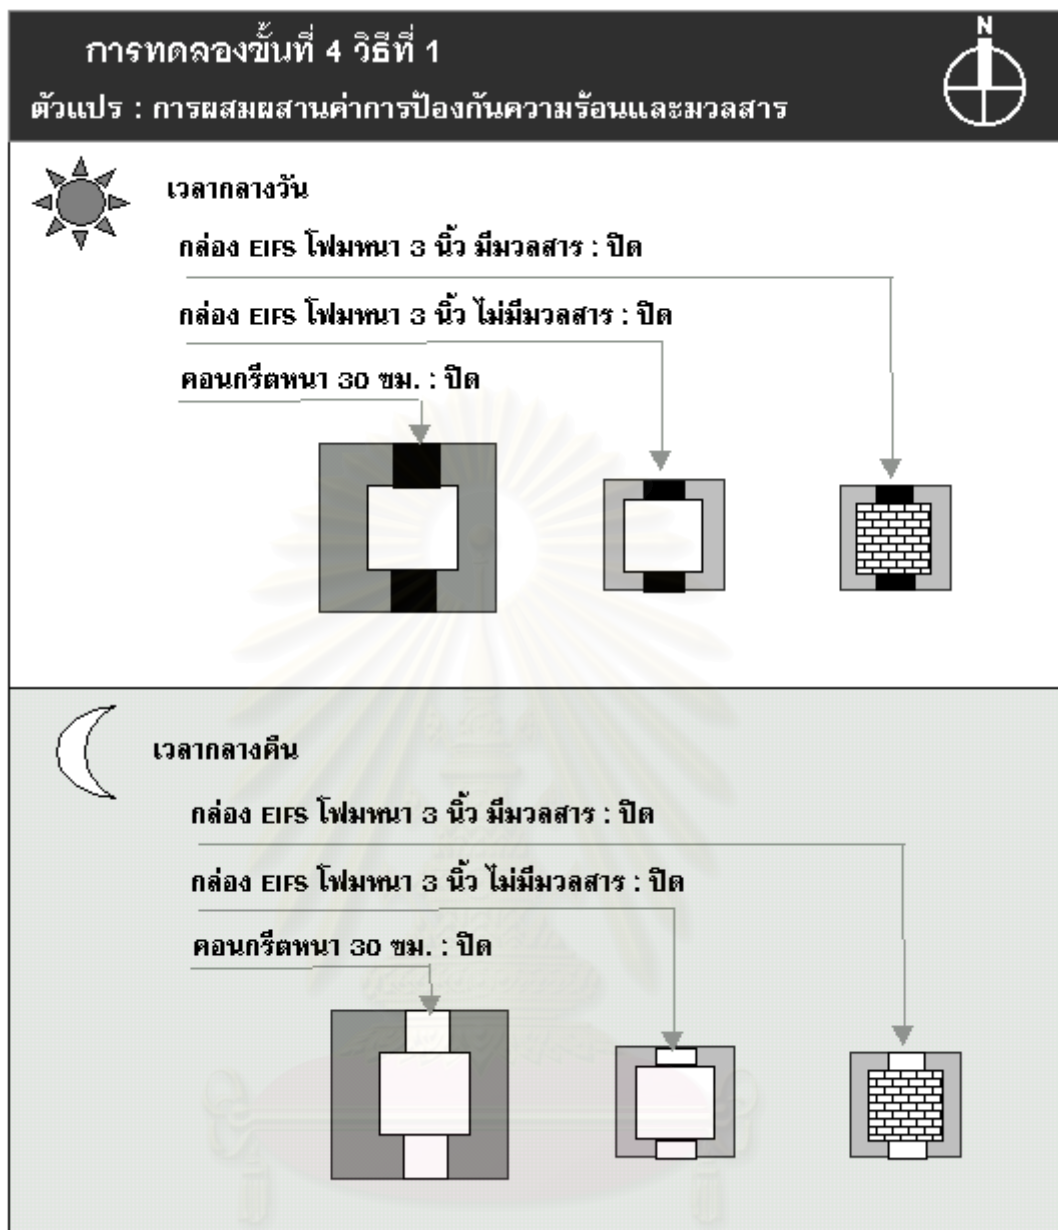 N
การทดลองขั้นที่ 4 วิธีที่ 1
ตัวแปร : การผสมผสานค่าการป้องกันความร้อนและมวลสาร
เวลากลางวัน
กล่อง EIFS โฟมหนา 3 นิ้ว มีมวลสาร : ปิด
กล่อง EIFS โฟมหนา 3 นิ้ว ไม่มีมวลสาร : ปิด
คอนกรีตหนา 30 ซม. : ปิด
เวลากลางคืน
กล่อง EIFS โฟมหนา 3 นิ้ว มีมวลสาร : ปิด
กล่อง EIFS โฟมหนา 3 นิ้ว ไม่มีมวลสาร : ปิด
คอนกรีตหนา 30 ซม. : ปิด